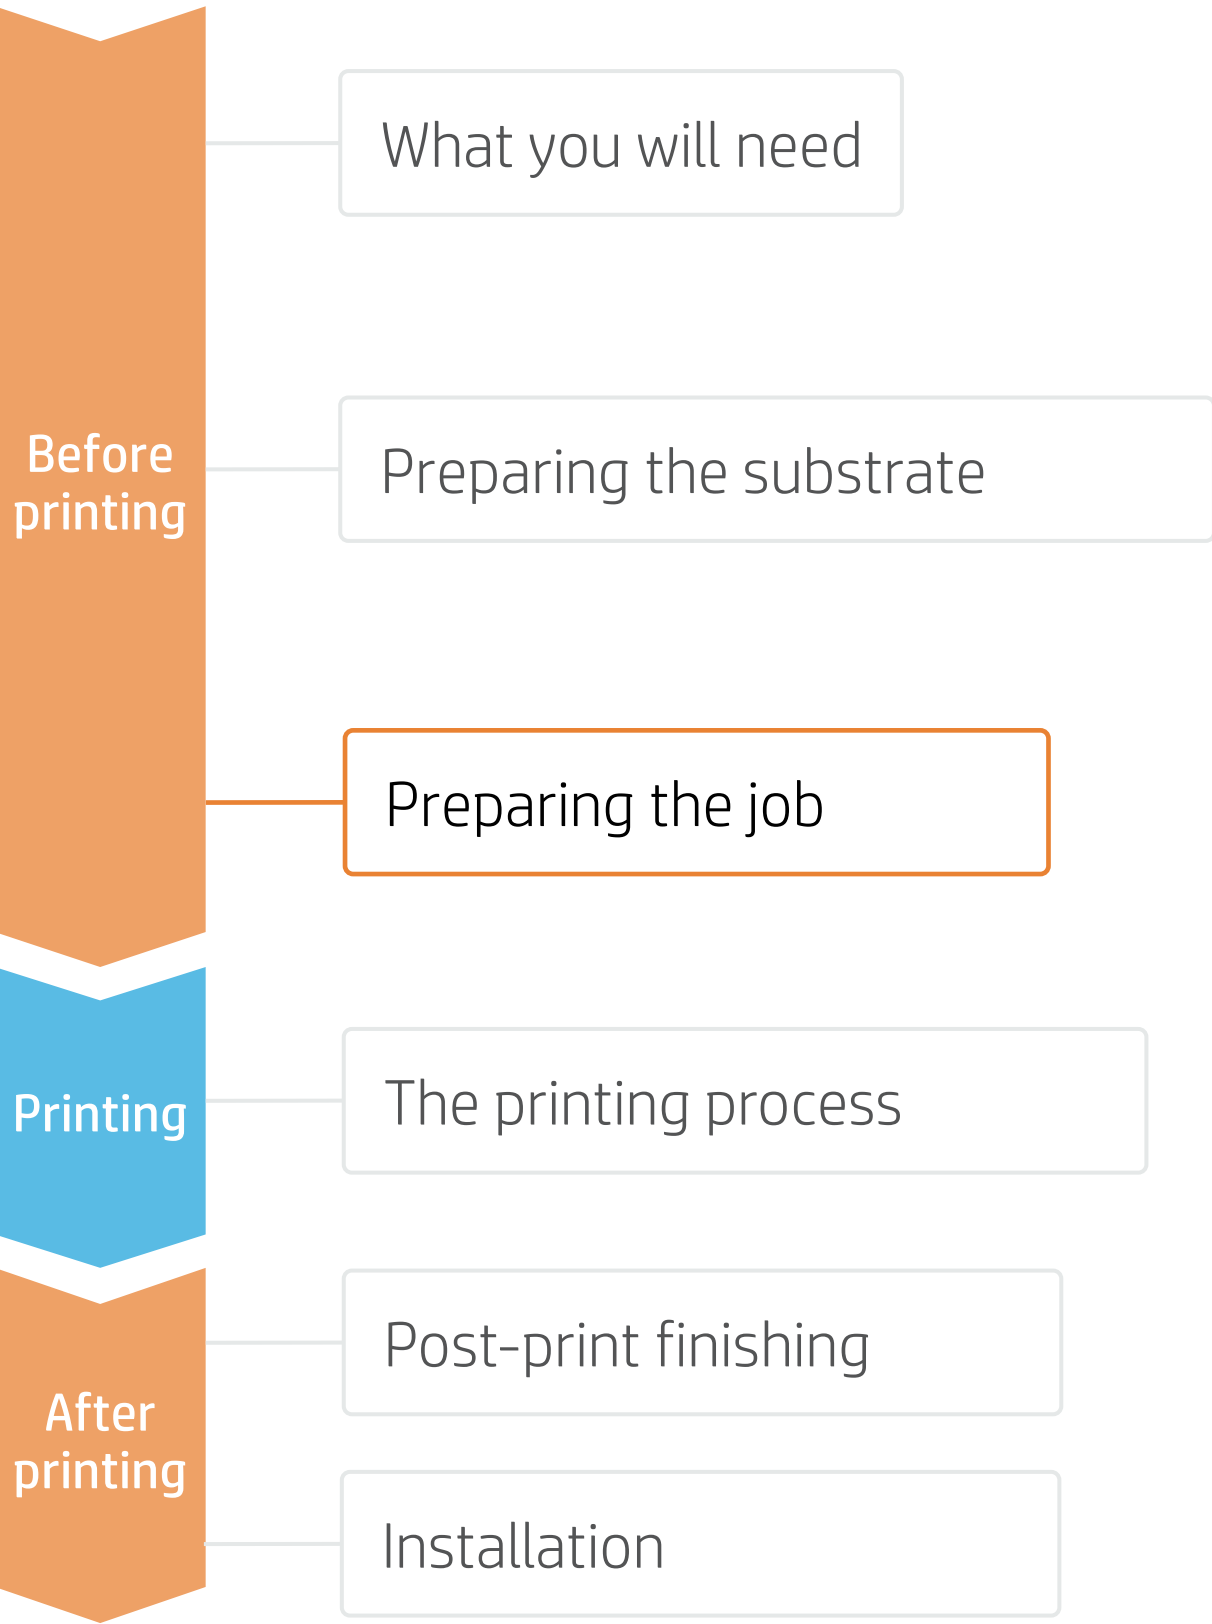 What you will need
Before
printing
Preparing the substrate
Preparing the job
Printing
The printing process
After
printing
Post-print finishing
Installation